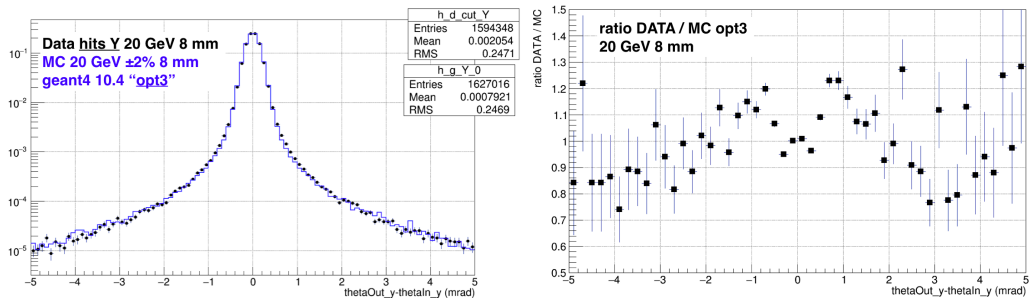 h_d_cut_Y
Entries 1594348
Mean 0.002054
RMS 0.2471
h_g_Y_0
Entries 1627016
Mean 0.0007921
RMS 0.2469
Data hits Y 20 GeV 8 mm
MC 20 GeV ±2% 8 mm
geant4 10.4 “opt3”
10⁻¹
10⁻²
10⁻³
10⁻⁴
10⁻⁵
−5 −4 −3 −2 −1 0 1 2 3 4 5
thetaOut_y-thetaIn_y (mrad)
ratio DATA / MC
ratio DATA / MC opt3
20 GeV 8 mm
1.5
1.4
1.3
1.2
1.1
1
0.9
0.8
0.7
0.6
0.5
−5 −4 −3 −2 −1 0 1 2 3 4 5
thetaOut_y-thetaIn_y (mrad)